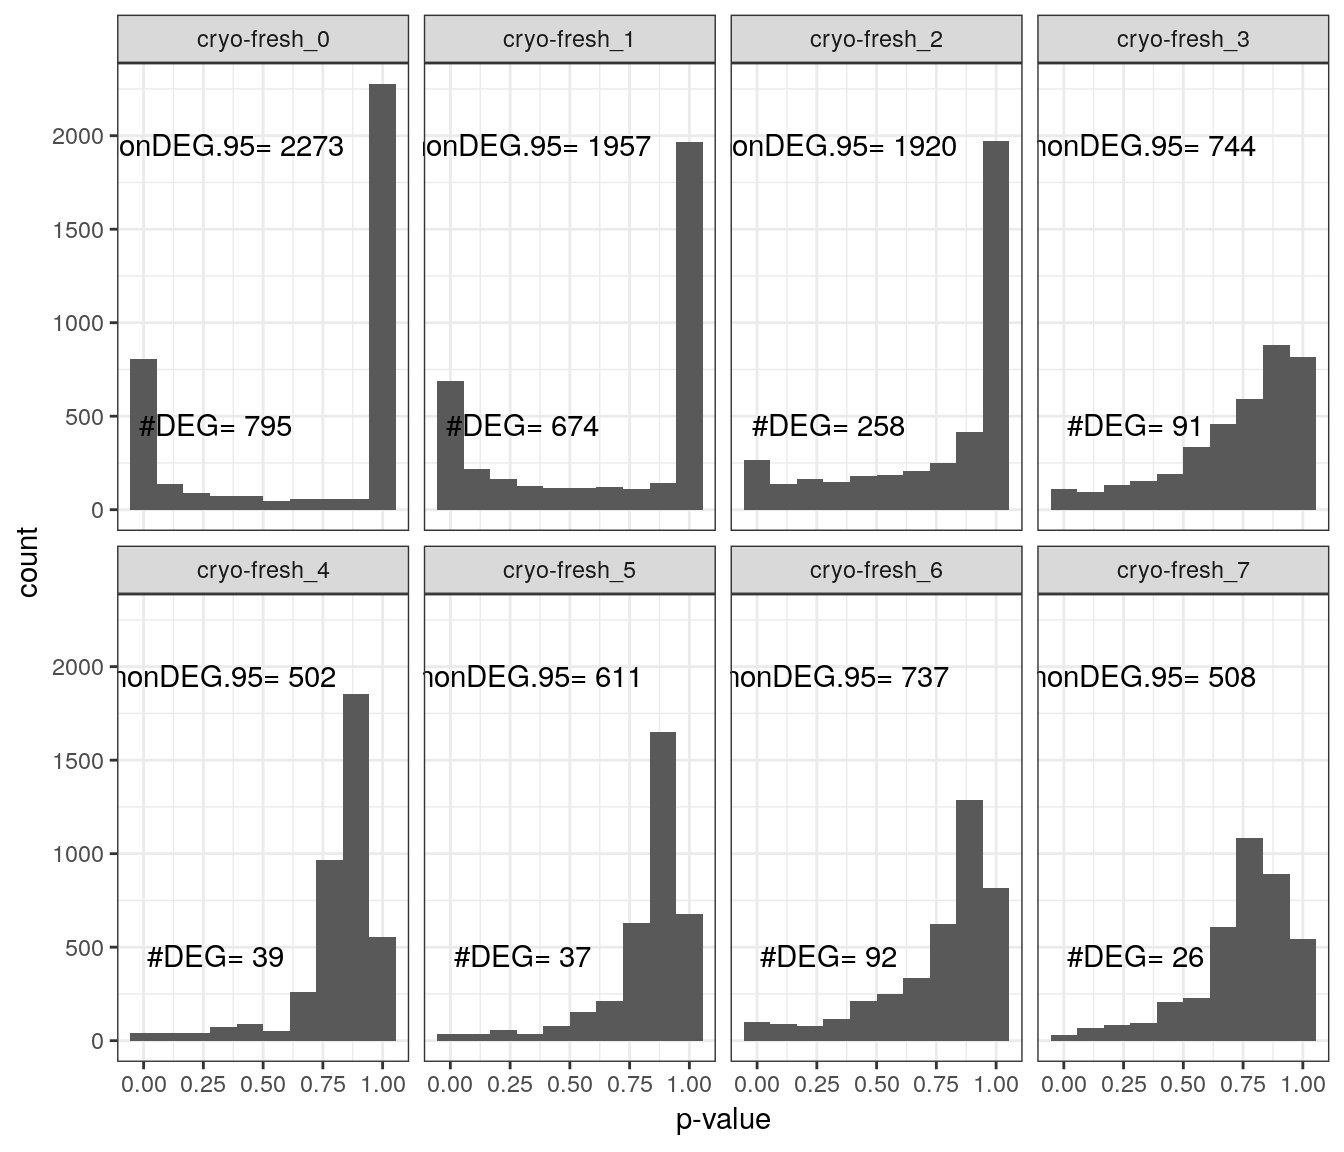 cryo-fresh_0 cryo-fresh_1 cryo-fresh_2 cryo-fresh_3
onDEG.95= 2273 onDEG.95= 1957 onDEG.95= 1920 nonDEG.95= 744
#DEG= 795 #DEG= 674 #DEG= 258 #DEG= 91
2000
1500
1000
500
0
count
cryo-fresh_4 cryo-fresh_5 cryo-fresh_6 cryo-fresh_7
nonDEG.95= 502 nonDEG.95= 611 nonDEG.95= 737 nonDEG.95= 508
#DEG= 39 #DEG= 37 #DEG= 92 #DEG= 26
2000
1500
1000
500
0
0.00 0.25 0.50 0.75 1.00 0.00 0.25 0.50 0.75 1.00 0.00 0.25 0.50 0.75 1.00 0.00 0.25 0.50 0.75 1.00
p-value